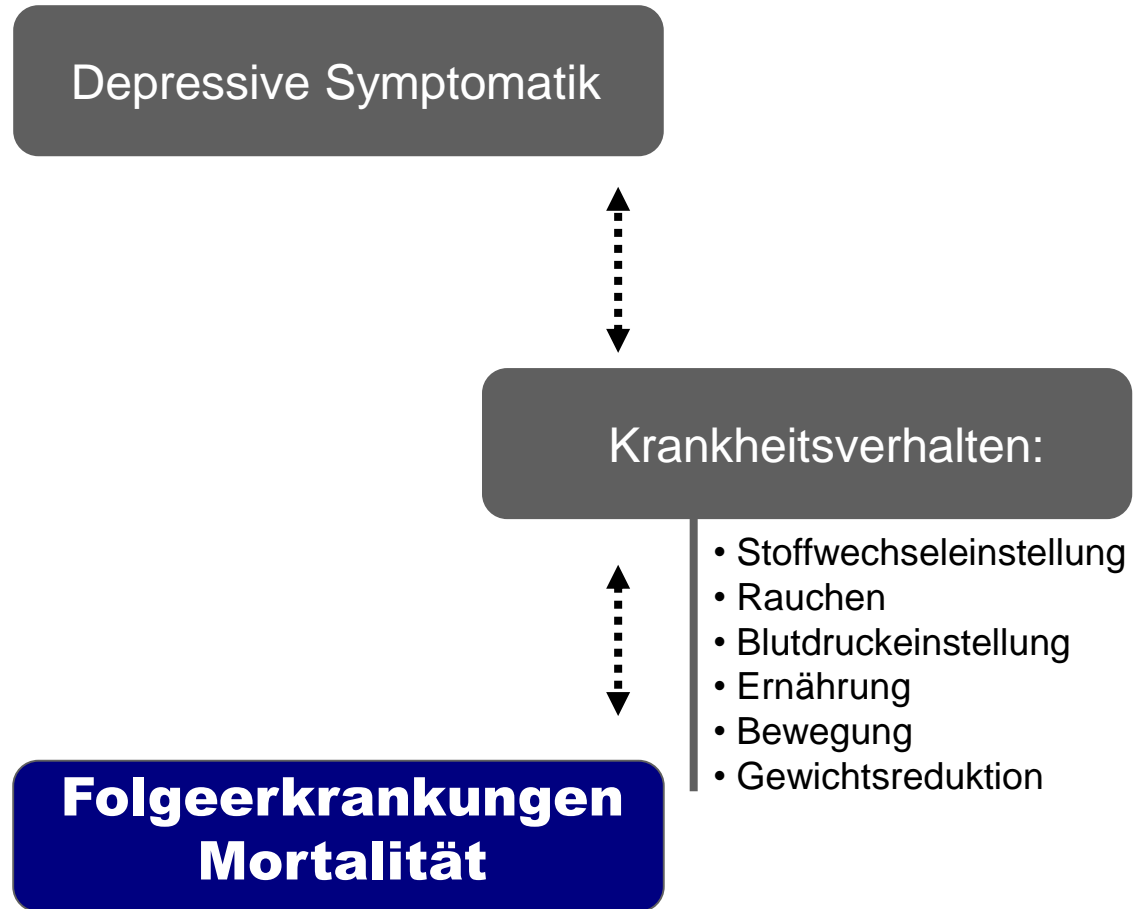 Depressive Symptomatik
Krankheitsverhalten:
• Stoffwechseleinstellung
• Rauchen
• Blutdruckeinstellung
• Ernährung
• Bewegung
• Gewichtsreduktion
Folgeerkrankungen
Mortalität